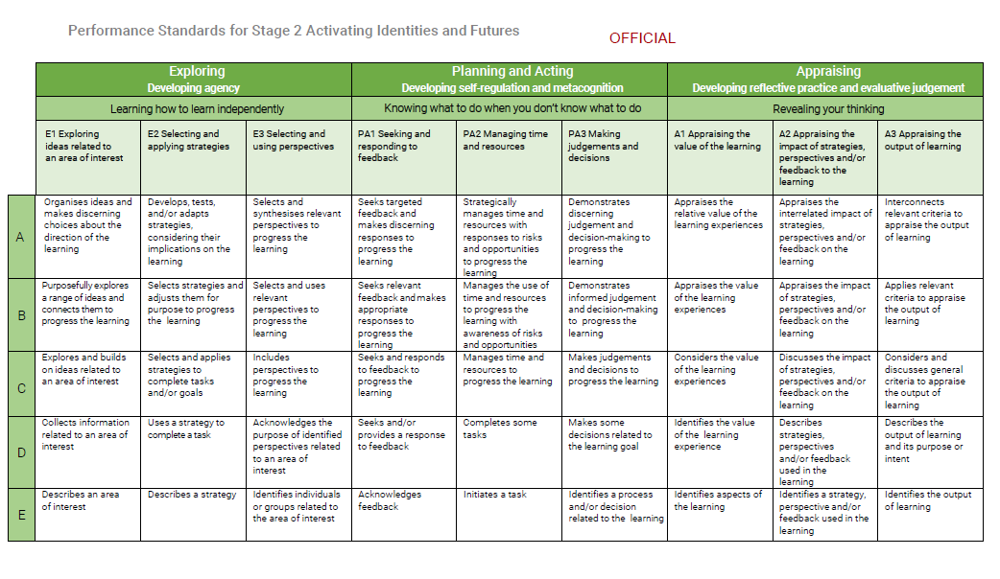 Performance Standards for Stage 2 Activating Identities and Futures
OFFICIAL
Exploring
Developing agency
Planning and Acting
Developing self-regulation and metacognition
Appraising
Developing reflective practice and evaluative judgement
Learning how to learn independently
Knowing what to do when you don't know what to do
Revealing your thinking
E1 Exploring
ideas related to
an area of interest
E2 Selecting and
applying strategies
E3 Selecting and
using perspectives
PA1 Seeking and
responding to
feedback
PA2 Managing time
and resources
PA3 Making
judgements and
decisions
A1 Appraising the
value of the learning
A2 Appraising the
impact of strategies,
perspectives and/or
feedback to the
learning
A3 Appraising the
output of learning
A
Organises ideas and
makes discerning
choices about the
direction of the
learning
Develops, tests,
and/or adapts
strategies,
considering their
implications on the
learning
Selects and
synthesises relevant
perspectives to
progress the
learning
Seeks targeted
feedback and
makes discerning
responses to
progress the
learning
Strategically
manages time and
resources with
responses to risks
and opportunities
to progress the
learning
Demonstrates
discerning
judgement and
decision-making to
progress the
learning
Appraises the
relative value of the
learning experiences
Appraises the
interrelated impact of
strategies,
perspectives and/or
feedback on the
learning
Interconnects
relevant criteria to
appraise the output
of learning
B
Purposefully explores
a range of ideas and
connects them to
progress the learning
Selects strategies and
adjusts them for
purpose to progress
the learning
Selects and uses
relevant
perspectives to
progress the
learning
Seeks relevant
feedback and makes
appropriate
responses to
progress the
learning
Manages the use of
time and resources
to progress the
learning with
awareness of risks
and opportunities
Demonstrates
informed judgement
and decision-making
to progress the
learning
Appraises the value
of the learning
experiences
Appraises the impact
of strategies,
perspectives and/or
feedback on the
learning
Applies relevant
criteria to appraise
the output of
learning
C
Explores and builds
on ideas related to
an area of interest
Selects and applies
strategies to
complete tasks
and/or goals
Includes
perspectives to
progress the
learning
Seeks and responds
to feedback to
progress the
learning
Manages time and
resources to
progress the learning
Makes judgements
and decisions to
progress the learning
Considers the value
of the learning
experiences
Discusses the impact
of strategies,
perspectives and/or
feedback on the
learning
Considers and
discusses general
criteria to appraise
the output of
learning
D
Collects information
related to an area of
interest
Uses a strategy to
complete a task
Acknowledges the
purpose of identified
perspectives related
to an area of
interest
Seeks and/or
provides a response
to feedback
Completes some
tasks
Makes some
decisions related to
the learning goal
Identifies the value
of the learning
experience
Describes
strategies,
perspectives
and/or feedback
used in the
learning
Describes the
output of learning
and its purpose or
intent
E
Describes an area
of interest
Describes a strategy
Identifies individuals
or groups related to
the area of interest
Acknowledges
feedback
Initiates a task
Identifies a process
and/or decision
related to the learning
Identifies aspects of
the learning
Identifies a strategy,
perspective and/or
feedback used in the
learning
Identifies the output
of learning